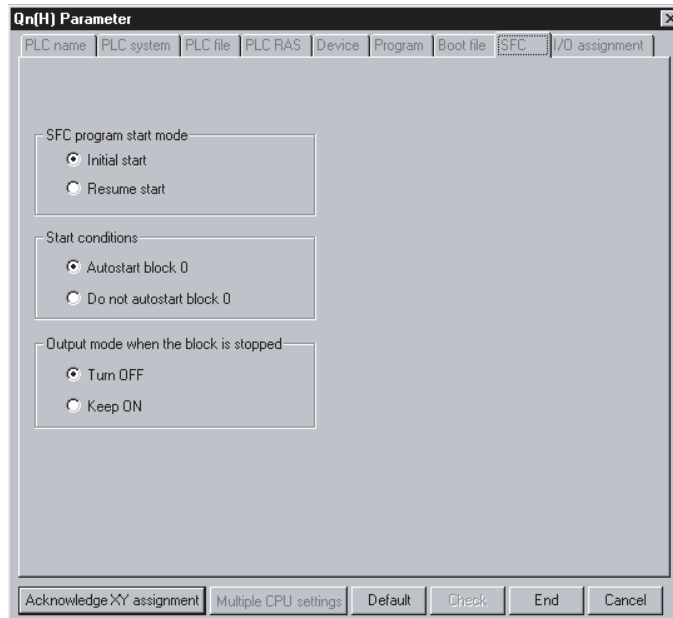 Qn(H) Parameter
PLC name PLC system PLC file PLC RAS Device Program Boot file SFC I/O assignment
SFC program start mode
Initial start
Resume start
Start conditions
Autostart block 0
Do not autostart block 0
Output mode when the block is stopped
Turn OFF
Keep ON
Acknowledge XY assignment Multiple CPU settings Default Check End Cancel